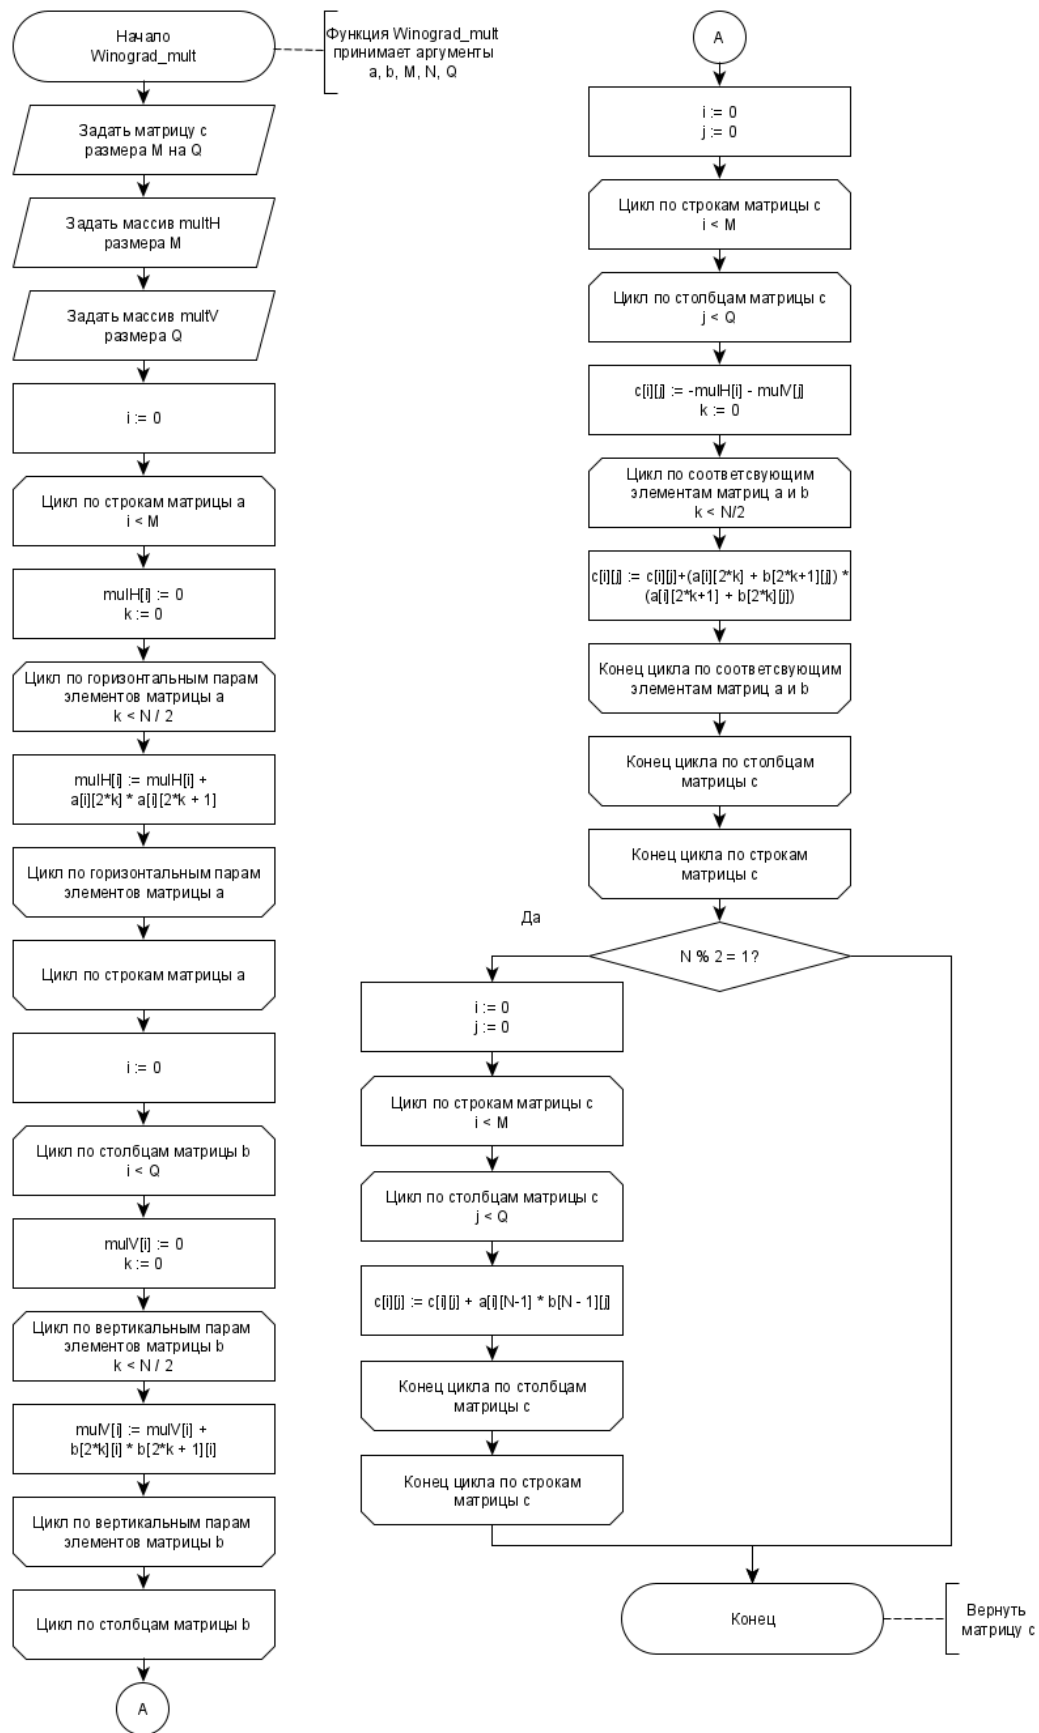 Начало
Winograd_mult
Функция Winograd_mult
принимает аргументы
a, b, M, N, Q
Задать матрицу c
размера M на Q
Задать массив multH
размера M
Задать массив multV
размера Q
i := 0
Цикл по строкам матрицы a
i < M
mulH[i] := 0
k := 0
Цикл по горизонтальным парам
элементов матрицы a
k < N / 2
mulH[i] := mulH[i] +
a[i][2*k] * a[i][2*k + 1]
Цикл по горизонтальным парам
элементов матрицы a
Цикл по строкам матрицы a
i := 0
Цикл по столбцам матрицы b
i < Q
mulV[i] := 0
k := 0
Цикл по вертикальным парам
элементов матрицы b
k < N / 2
mulV[i] := mulV[i] +
b[2*k][i] * b[2*k + 1][i]
Цикл по вертикальным парам
элементов матрицы b
Цикл по столбцам матрицы b
A
A
i := 0
j := 0
Цикл по строкам матрицы c
i < M
Цикл по столбцам матрицы c
j < Q
c[i][j] := -mulH[i] - mulV[j]
k := 0
Цикл по соответсвующим
элементам матриц a и b
k < N/2
c[i][j] := c[i][j]+(a[i][2*k] + b[2*k+1][j]) *
(a[i][2*k+1] + b[2*k][j])
Конец цикла по соответсвующим
элементам матриц a и b
Конец цикла по столбцам
матрицы c
Конец цикла по строкам
матрицы c
Да
N % 2 = 1?
i := 0
j := 0
Цикл по строкам матрицы c
i < M
Цикл по столбцам матрицы c
j < Q
c[i][j] := c[i][j] + a[i][N-1] * b[N - 1][j]
Конец цикла по столбцам
матрицы c
Конец цикла по строкам
матрицы c
Конец
Вернуть
матрицу c